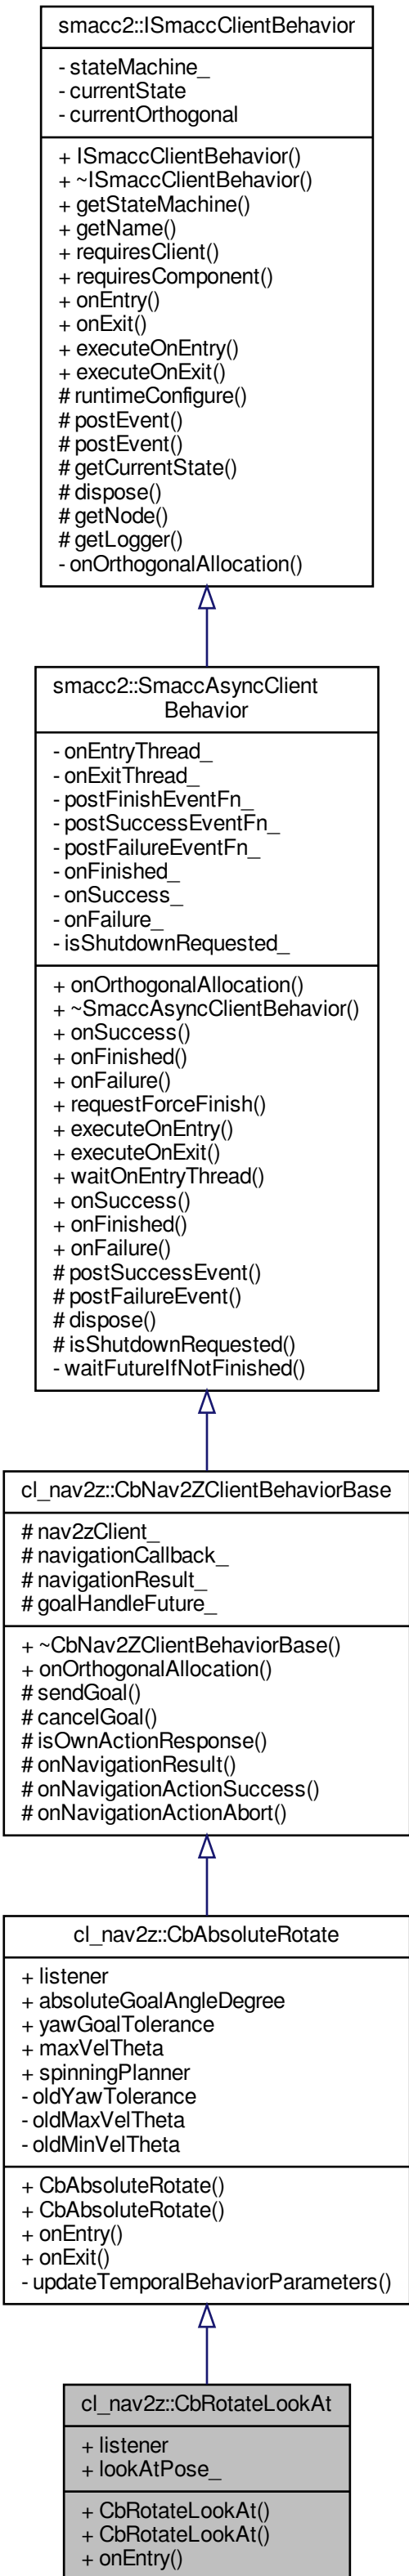 smacc2::ISmaccClientBehavior
- stateMachine_
- currentState
- currentOrthogonal
+ ISmaccClientBehavior()
+ ~ISmaccClientBehavior()
+ getStateMachine()
+ getName()
+ requiresClient()
+ requiresComponent()
+ onEntry()
+ onExit()
+ executeOnEntry()
+ executeOnExit()
# runtimeConfigure()
# postEvent()
# postEvent()
# getCurrentState()
# dispose()
# getNode()
# getLogger()
- onOrthogonalAllocation()
smacc2::SmaccAsyncClient
Behavior
- onEntryThread_
- onExitThread_
- postFinishEventFn_
- postSuccessEventFn_
- postFailureEventFn_
- onFinished_
- onSuccess_
- onFailure_
- isShutdownRequested_
+ onOrthogonalAllocation()
+ ~SmaccAsyncClientBehavior()
+ onSuccess()
+ onFinished()
+ onFailure()
+ requestForceFinish()
+ executeOnEntry()
+ executeOnExit()
+ waitOnEntryThread()
+ onSuccess()
+ onFinished()
+ onFailure()
# postSuccessEvent()
# postFailureEvent()
# dispose()
# isShutdownRequested()
- waitFutureIfNotFinished()
cl_nav2z::CbNav2ZClientBehaviorBase
# nav2zClient_
# navigationCallback_
# navigationResult_
# goalHandleFuture_
+ ~CbNav2ZClientBehaviorBase()
+ onOrthogonalAllocation()
# sendGoal()
# cancelGoal()
# isOwnActionResponse()
# onNavigationResult()
# onNavigationActionSuccess()
# onNavigationActionAbort()
cl_nav2z::CbAbsoluteRotate
+ listener
+ absoluteGoalAngleDegree
+ yawGoalTolerance
+ maxVelTheta
+ spinningPlanner
- oldYawTolerance
- oldMaxVelTheta
- oldMinVelTheta
+ CbAbsoluteRotate()
+ CbAbsoluteRotate()
+ onEntry()
+ onExit()
- updateTemporalBehaviorParameters()
cl_nav2z::CbRotateLookAt
+ listener
+ lookAtPose_
+ CbRotateLookAt()
+ CbRotateLookAt()
+ onEntry()